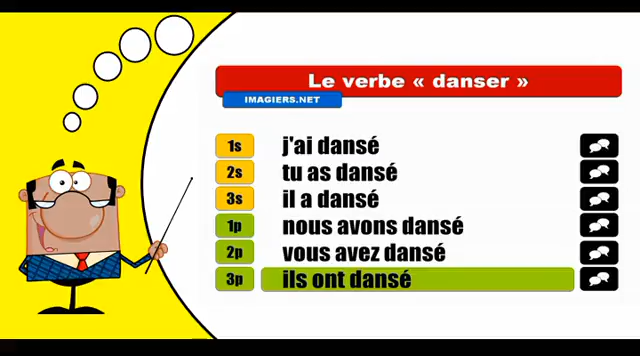 Le verbe « danser »
IMAGIERS.NET
1s j'ai dansé
2s tu as dansé
3s il a dansé
1p nous avons dansé
2p vous avez dansé
3p ils ont dansé